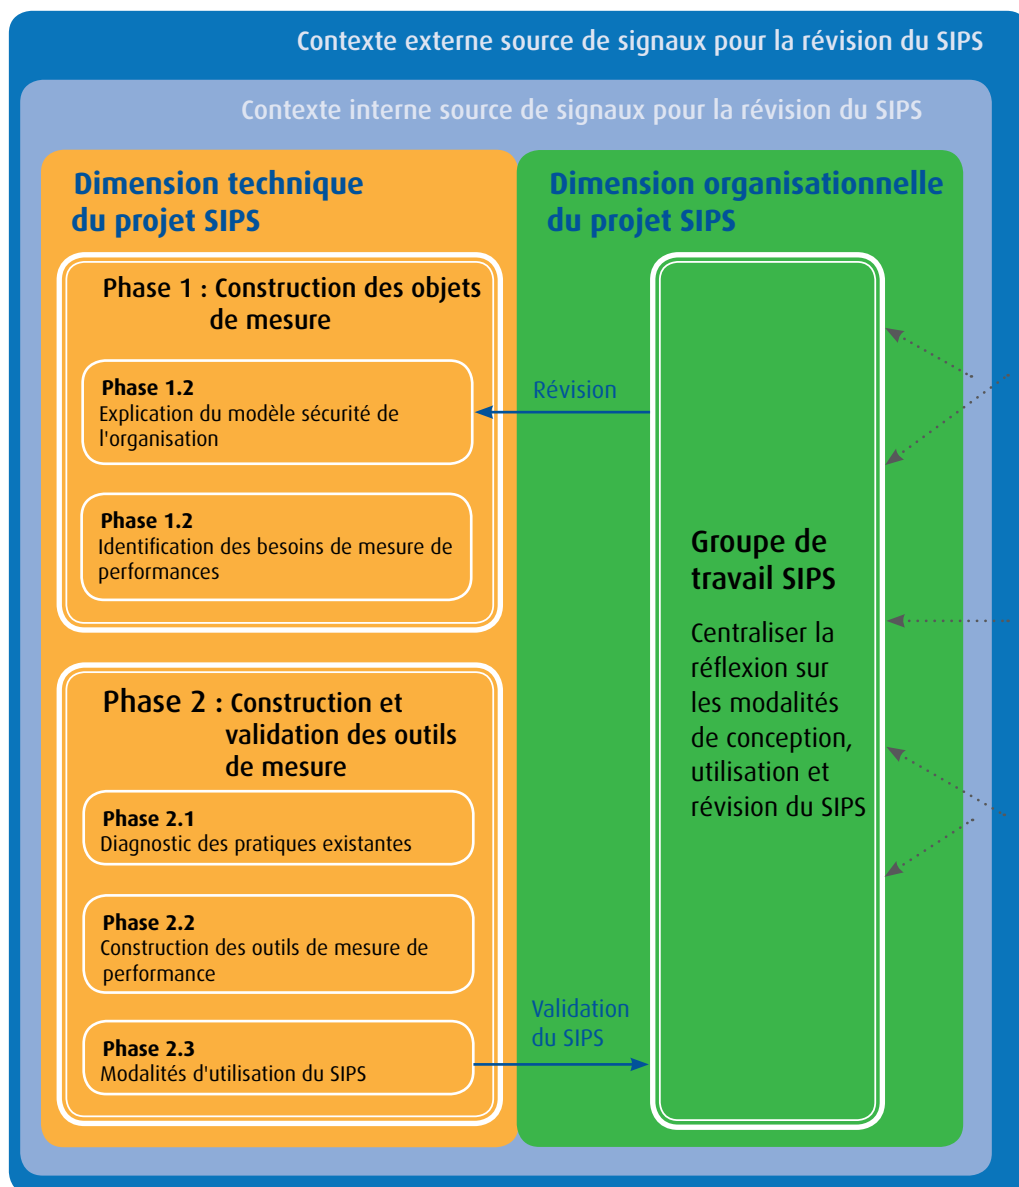 Contexte externe source de signaux pour la révision du SIPS
Contexte interne source de signaux pour la révision du SIPS
Dimension technique
du projet SIPS
Phase 1 : Construction des objets
de mesure
Phase 1.2
Explication du modèle sécurité de
l'organisation
Phase 1.2
Identification des besoins de mesure de
performances
Phase 2 : Construction et
validation des outils
de mesure
Phase 2.1
Diagnostic des pratiques existantes
Phase 2.2
Construction des outils de mesure de
performance
Phase 2.3
Modalités d'utilisation du SIPS
Dimension organisationnelle
du projet SIPS
Révision
Validation
du SIPS
Groupe de
travail SIPS
Centraliser la
réflexion sur
les modalités
de conception,
utilisation et
révision du SIPS